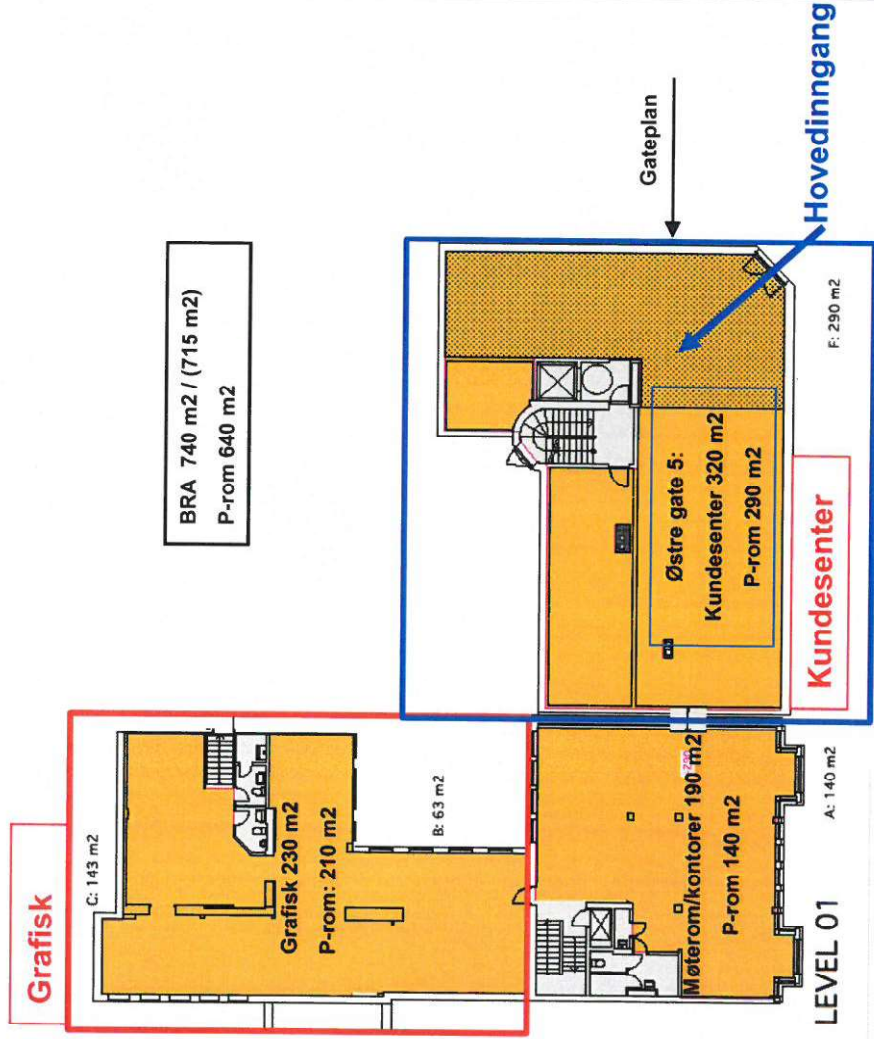 Grafisk
C: 143 m2
BRA 740 m2 / (715 m2)
P-rom 640 m2
Grafisk 230 m2
P-rom: 210 m2
B: 63 m2
Gateplan
Hovedinngang
Østre gate 5:
Kundesenter 320 m2
P-rom 290 m2
F: 290 m2
Kundesenter
Møterom/kontorer 190 m2
P-rom 140 m2
A: 140 m2
LEVEL 01